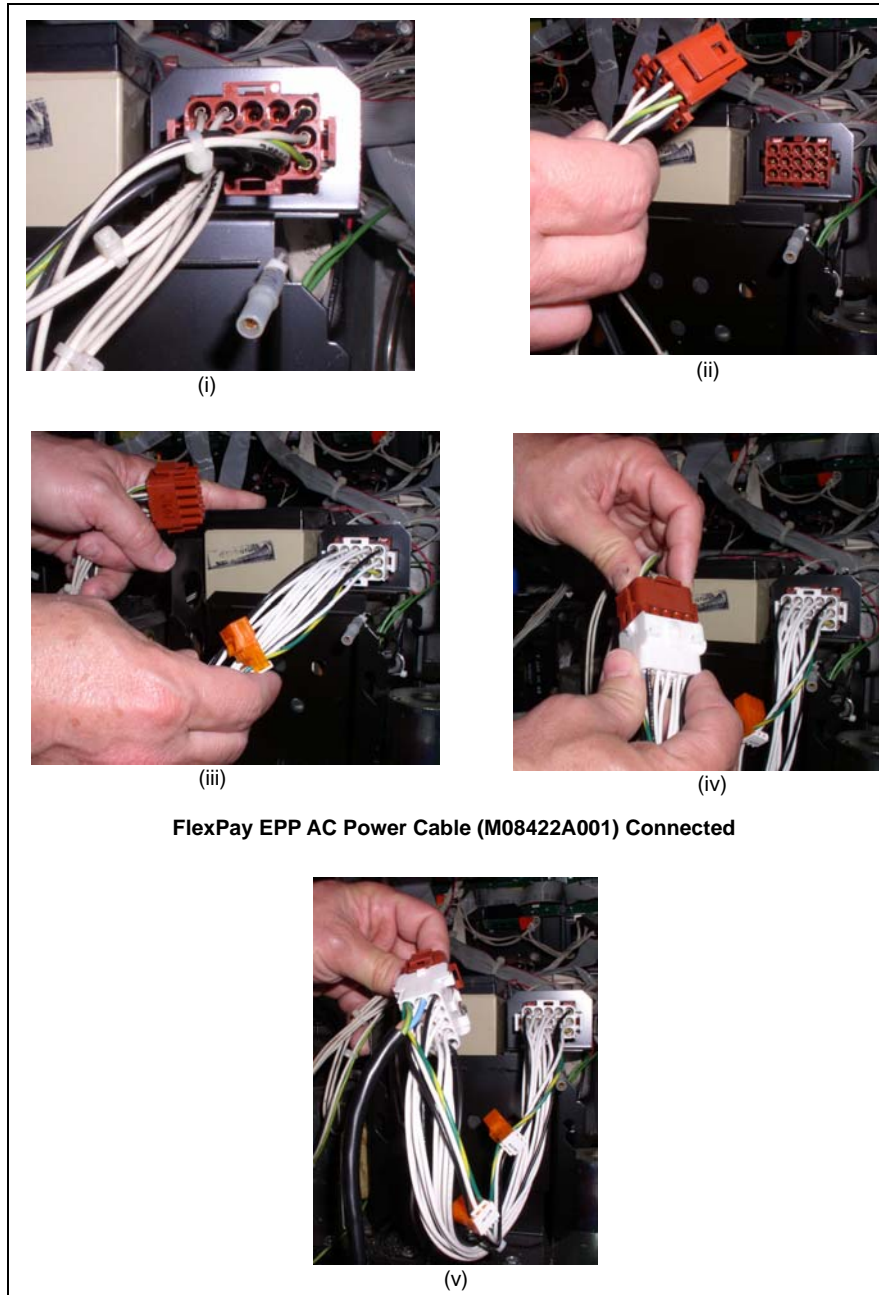 (i)
(ii)
(iii)
(iv)
FlexPay EPP AC Power Cable (M08422A001) Connected
(v)